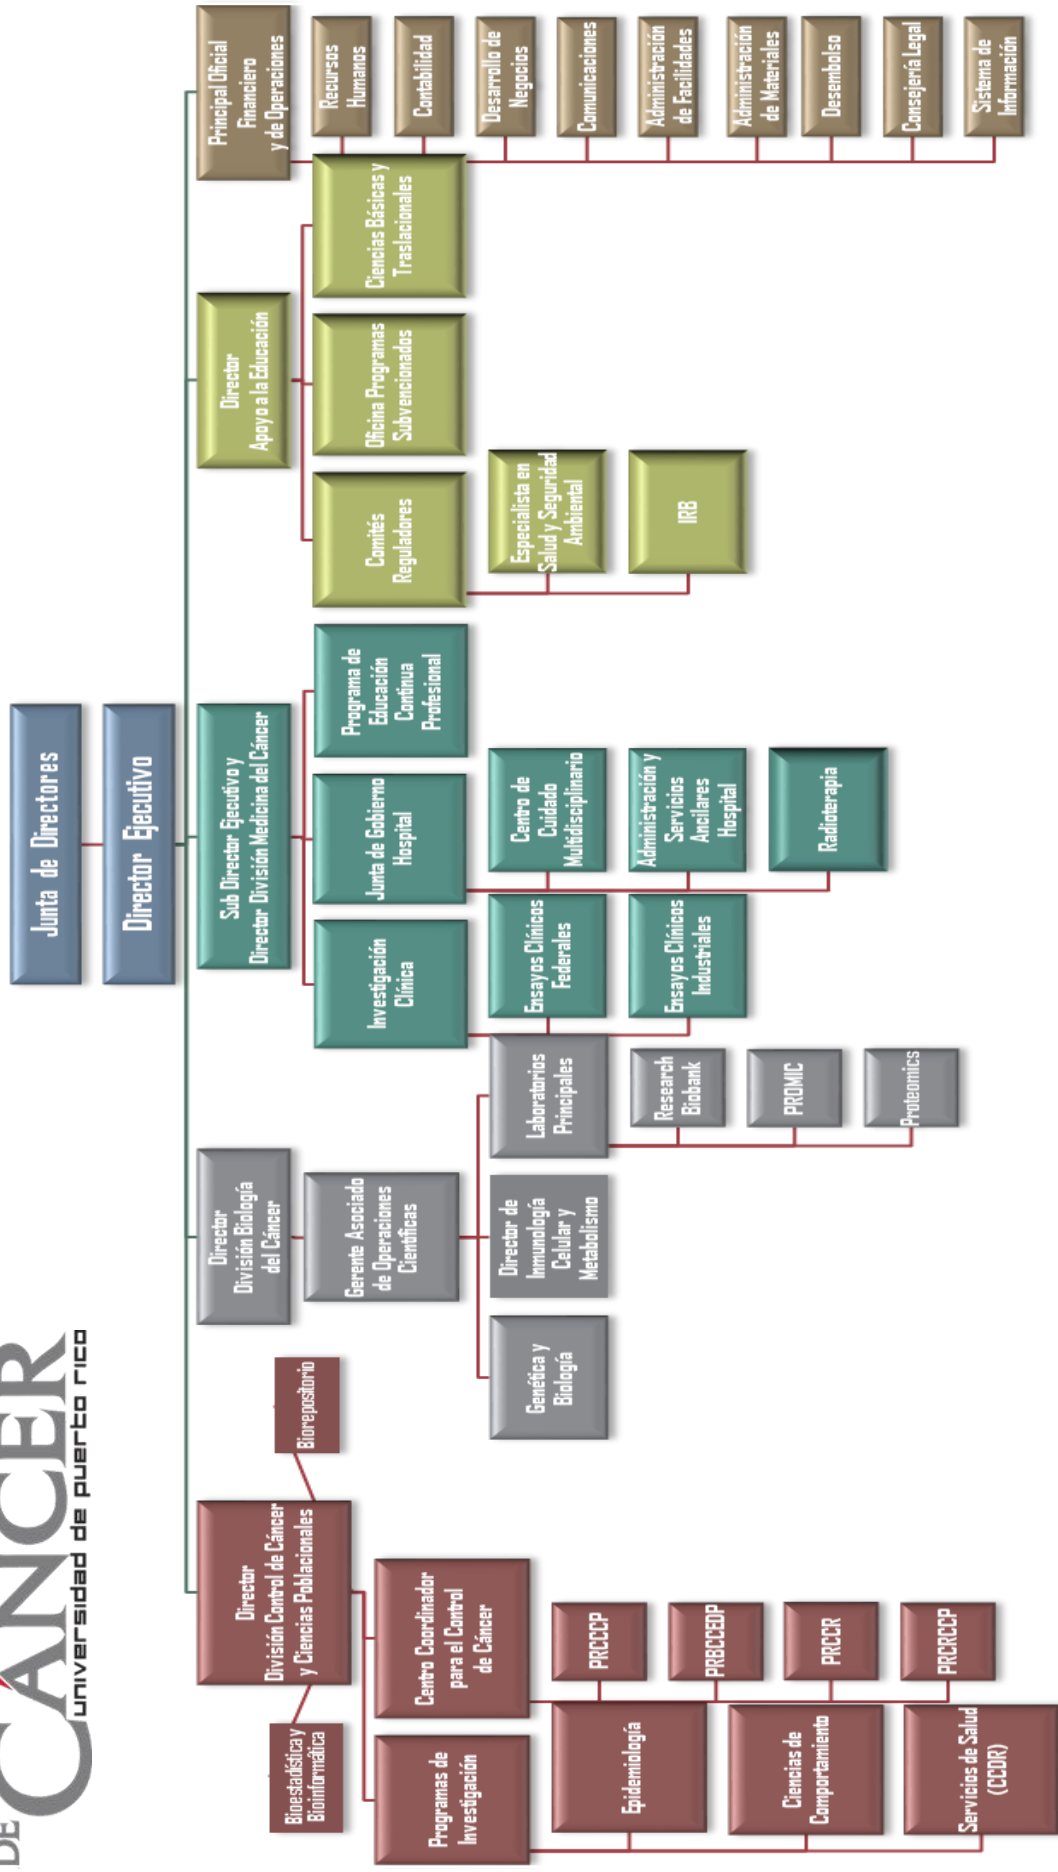 DE
CÁNCER
universidad de puerto rico
Junta de Directores
Director Ejecutivo
Director
División Control de Cáncer
y Ciencias Poblacionales
Bioestadística y
Bioinformática
Biorepositorio
Programas de
Investigación
Epidemiología
Ciencias de
Comportamiento
Servicios de Salud
(CCDR)
Centro Coordinador
para el Control
de Cáncer
PRCCCP
PRBCCEDP
PRCCR
PRCRCCP
Director
División Biología
del Cáncer
Gerente Asociado
de Operaciones
Científicas
Genética y
Biología
Director de
Inmunología
Celular y
Metabolismo
Laboratorios
Principales
Research
Biobank
PROMIC
Proteomics
Sub Director Ejecutivo y
Director División Medicina del Cáncer
Investigación
Clínica
Ensayos Clínicos
Federales
Ensayos Clínicos
Industriales
Junta de Gobierno
Hospital
Centro de
Cuidado
Multidisciplinario
Administración y
Servicios
Ancilares
Hospital
Radioterapia
Programa de
Educación
Continua
Profesional
Director
Apoyo a la Educación
Comités
Reguladores
Especialista en
Salud y Seguridad
Ambiental
IRB
Oficina Programas
Subvencionados
Ciencias Básicas y
Traslacionales
Principal Oficial
Financiero
y de Operaciones
Recursos
Humanos
Contabilidad
Desarrollo de
Negocios
Comunicaciones
Administración
de Facilidades
Administración
de Materiales
Desembolso
Consejería Legal
Sistema de
Información